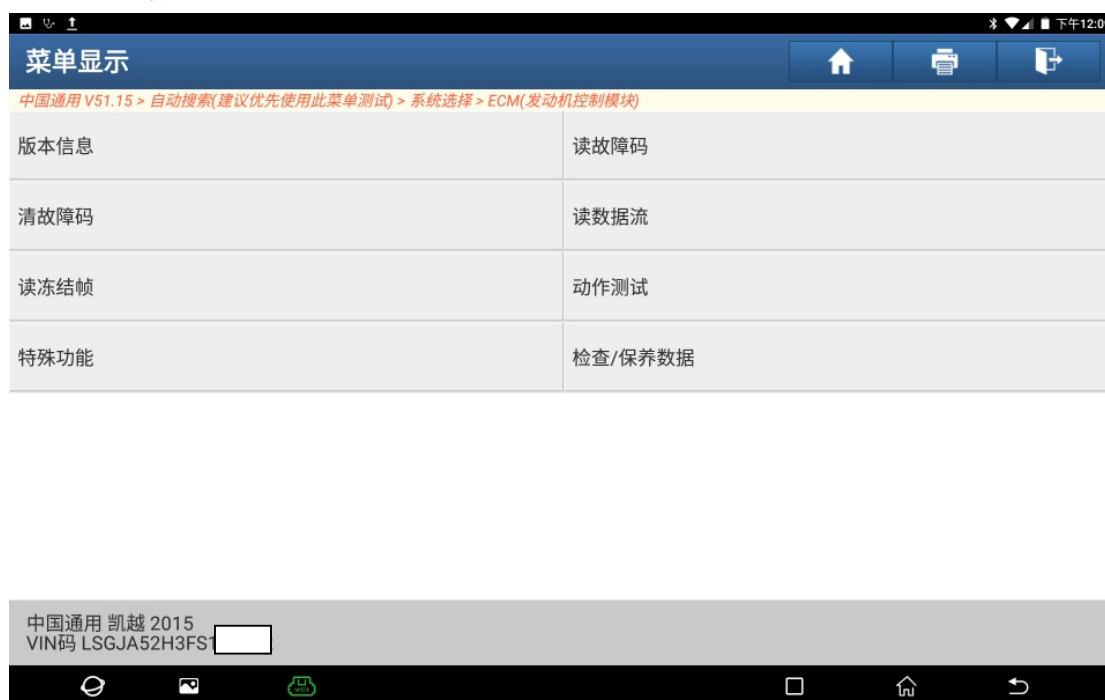 下午12:0
菜单显示
中国通用 V51.15 > 自动搜索(建议优先使用此菜单测试) > 系统选择 > ECM(发动机控制模块)
版本信息
读故障码
清故障码
读数据流
读冻结帧
动作测试
特殊功能
检查/保养数据
中国通用 凯越 2015
VIN码 LSGJA52H3FS1
VCI